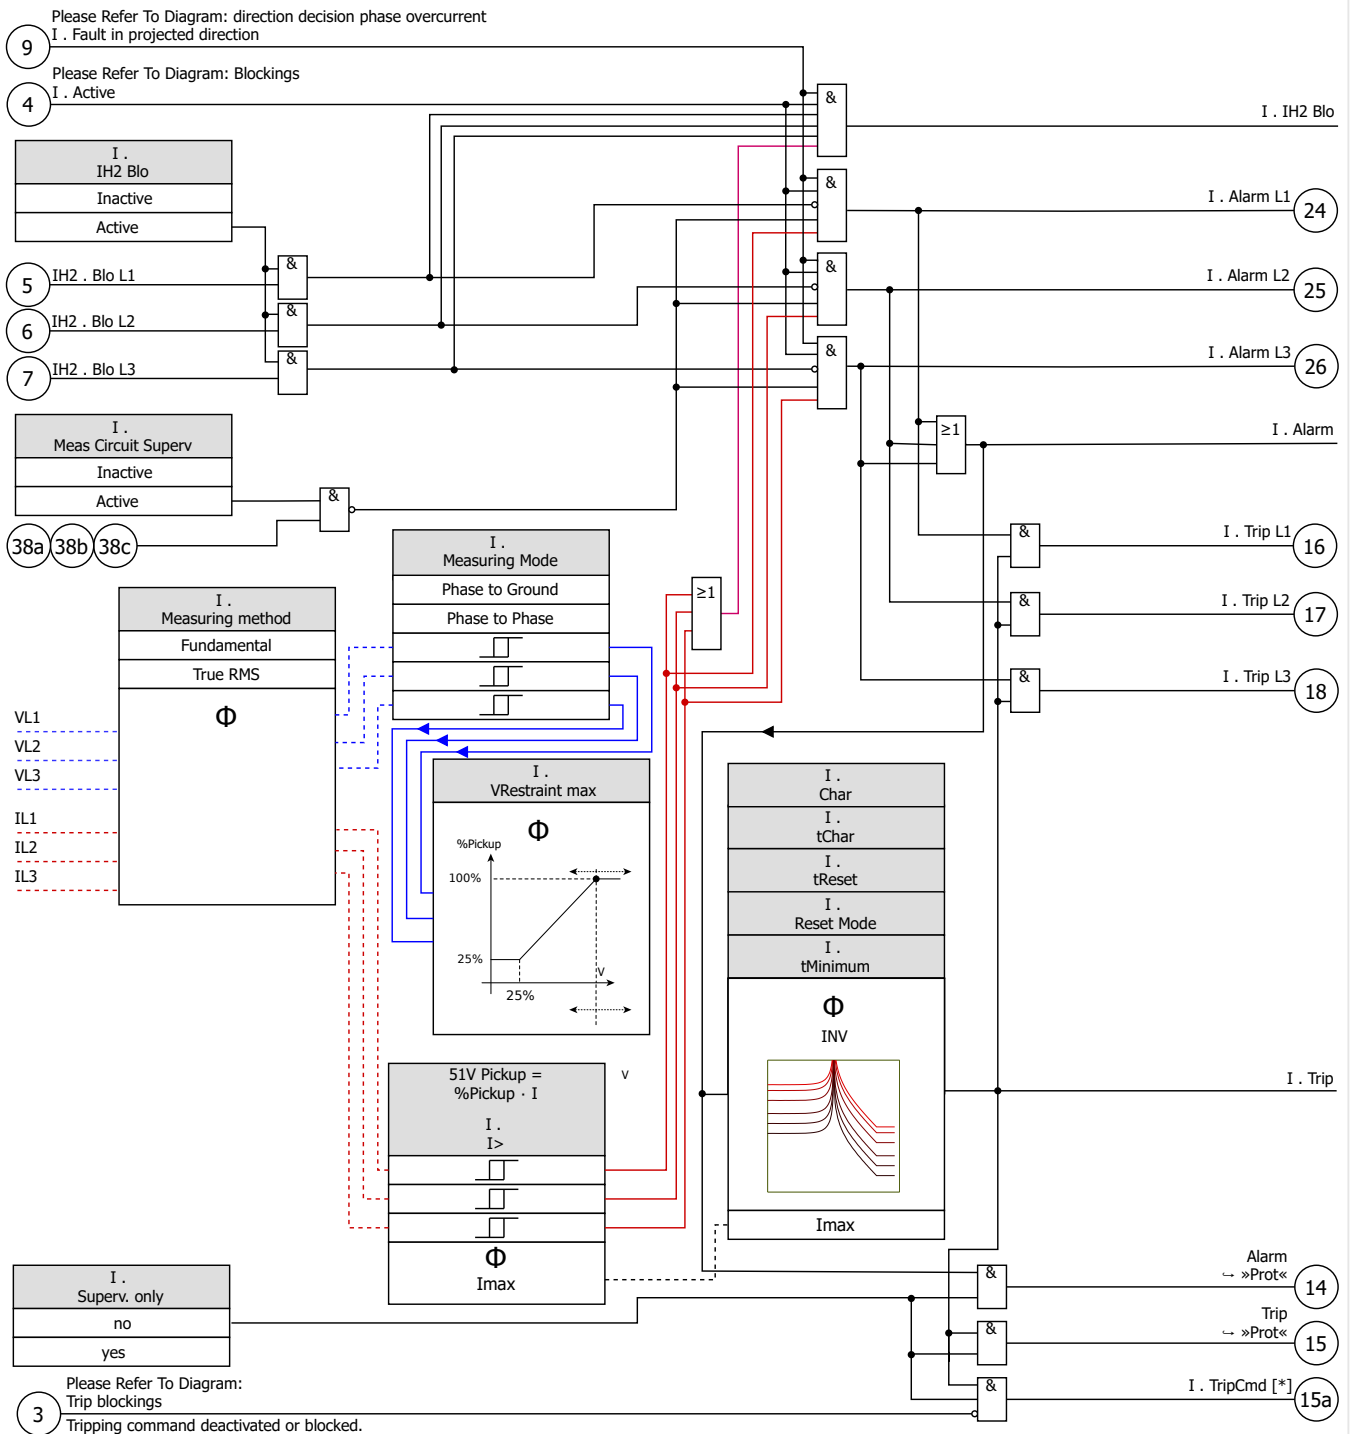 Please Refer To Diagram: direction decision phase overcurrent
9
I . Fault in projected direction
Please Refer To Diagram: Blockings
4
I . Active
&
I . IH2 Blo
I .
IH2 Blo
Inactive
Active
&
I . Alarm L1
24
5
IH2 . Blo L1
&
&
I . Alarm L2
25
6
IH2 . Blo L2
&
7
IH2 . Blo L3
&
&
I . Alarm L3
26
I .
Meas Circuit Superv
Inactive
Active
&
≥1
I . Alarm
38a
38b
38c
I .
Measuring Mode
Phase to Ground
Phase to Phase
&
I . Trip L1
16
≥1
&
I . Trip L2
17
&
I . Trip L3
18
I .
Measuring method
Fundamental
True RMS
Φ
VL1
VL2
VL3
IL1
IL2
IL3
I .
VRestraint max
Φ
%Pickup
100%
25%
25%
V
I .
Char
I .
tChar
I .
tReset
I .
Reset Mode
I .
tMinimum
Φ
INV
Imax
I . Trip
51V Pickup =
%Pickup · I
V
I .
I>
Φ
Imax
I .
Superv. only
no
yes
&
Alarm
↪ »Prot«
14
&
Trip
↪ »Prot«
15
&
I . TripCmd [*]
15a
Please Refer To Diagram:
Trip blockings
3
Tripping command deactivated or blocked.